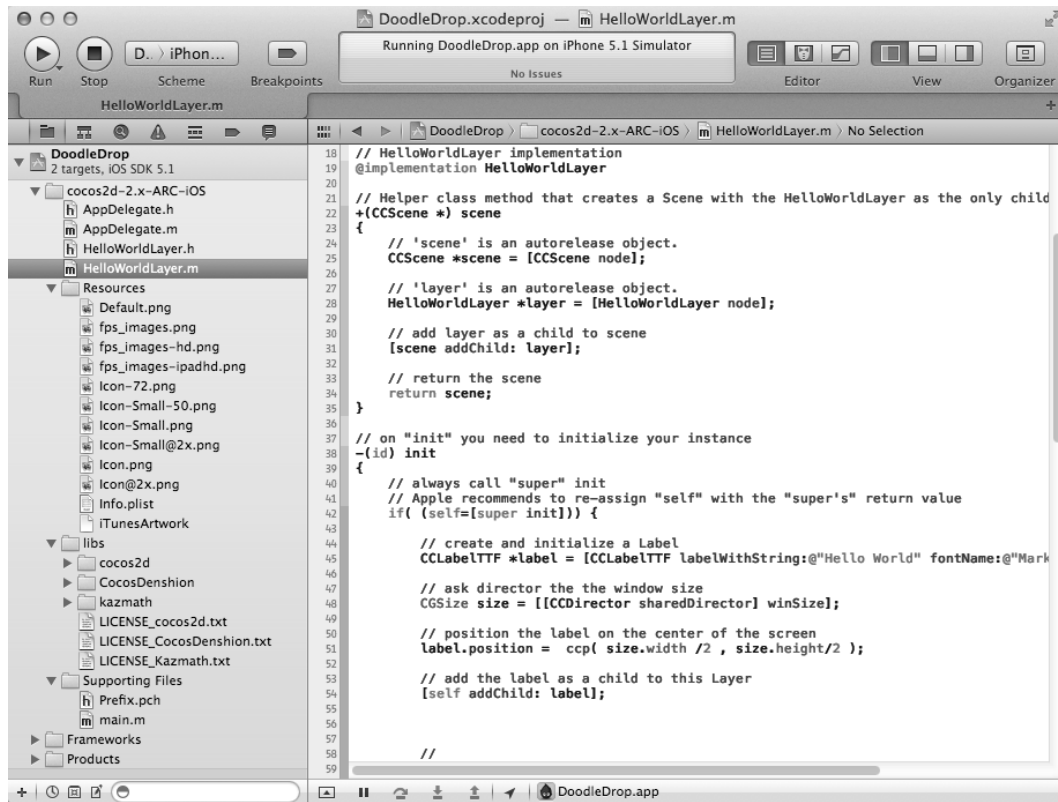 DoodleDrop.xcodeproj — HelloWorldLayer.m
D.. › iPhon...
Running DoodleDrop.app on iPhone 5.1 Simulator
No Issues
Run Stop Scheme Breakpoints Editor View Organizer
HelloWorldLayer.m +
DoodleDrop › cocos2d-2.x-ARC-iOS › m HelloWorldLayer.m › No Selection
DoodleDrop
2 targets, iOS SDK 5.1
cocos2d-2.x-ARC-iOS
h AppDelegate.h
m AppDelegate.m
h HelloWorldLayer.h
m HelloWorldLayer.m
Resources
Default.png
fps_images.png
fps_images-hd.png
fps_images-ipadhd.png
Icon-72.png
Icon-Small-50.png
Icon-Small.png
Icon-Small@2x.png
Icon.png
Icon@2x.png
Info.plist
iTunesArtwork
libs
cocos2d
CocosDenshion
kazmath
LICENSE_cocos2d.txt
LICENSE_CocosDenshion.txt
LICENSE_Kazmath.txt
Supporting Files
h Prefix.pch
m main.m
Frameworks
Products
18 // HelloWorldLayer implementation
19 @implementation HelloWorldLayer
20
21 // Helper class method that creates a Scene with the HelloWorldLayer as the only child
22 +(CCScene *) scene
23 {
24 // 'scene' is an autorelease object.
25 CCScene *scene = [CCScene node];
26
27 // 'layer' is an autorelease object.
28 HelloWorldLayer *layer = [HelloWorldLayer node];
29
30 // add layer as a child to scene
31 [scene addChild: layer];
32
33 // return the scene
34 return scene;
35 }
36
37 // on "init" you need to initialize your instance
38 -(id) init
39 {
40 // always call "super" init
41 // Apple recommends to re-assign "self" with the "super's" return value
42 if( (self=[super init])) {
43
44 // create and initialize a Label
45 CCLabelTTF *label = [CCLabelTTF labelWithString:@"Hello World" fontName:@"Mark
46
47 // ask director the the window size
48 CGSize size = [[CCDirector sharedDirector] winSize];
49
50 // position the label on the center of the screen
51 label.position = ccp( size.width /2 , size.height/2 );
52
53 // add the label as a child to this Layer
54 [self addChild: label];
55
56
57
58 //
59
DoodleDrop.app